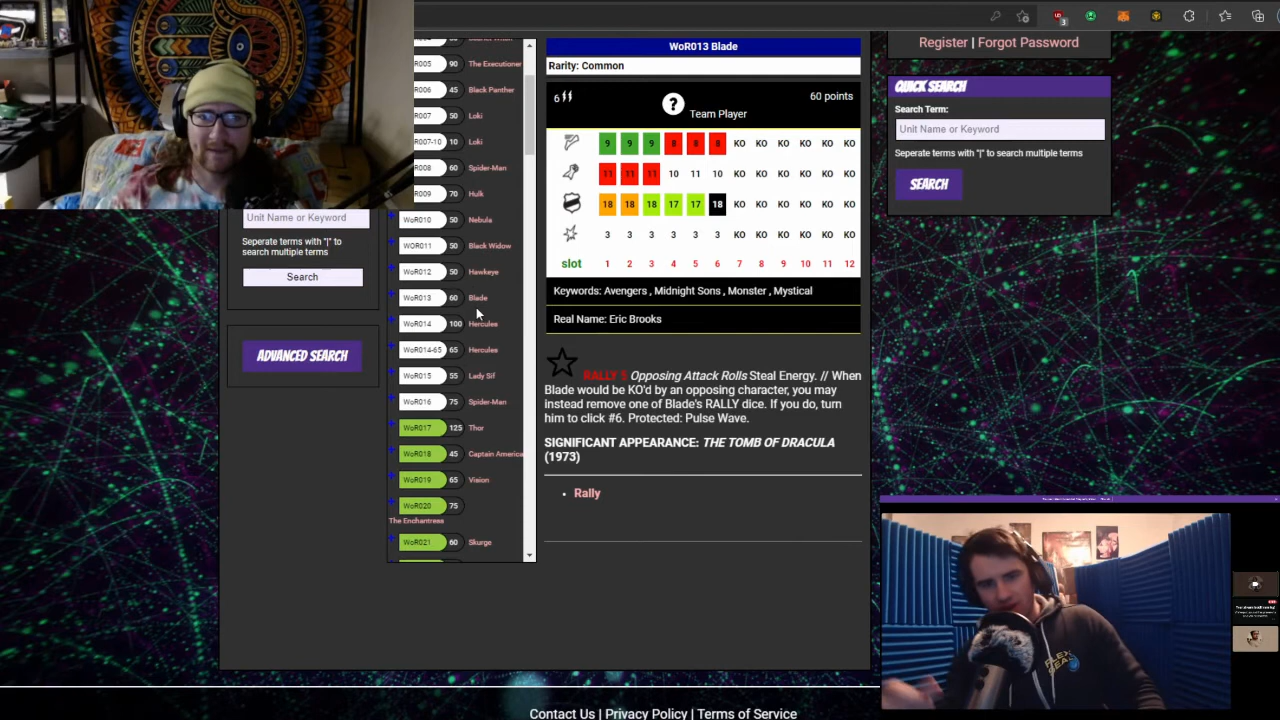 Register | Forgot Password
QUICK SEARCH
Search Term:
Unit Name or Keyword
Seperate terms with "|" to search multiple terms
SEARCH
Unit Name or Keyword
Seperate terms with "|" to
search multiple terms
Search
ADVANCED SEARCH
R005 90 The Executioner
R006 45 Black Panther
R007 50 Loki
R007-10 10 Loki
R008 60 Spider-Man
R009 70 Hulk
WoR010 50 Nebula
WOR011 50 Black Widow
WoR012 50 Hawkeye
WoR013 60 Blade
WoR014 100 Hercules
WoR014-65 65 Hercules
WoR015 55 Lady Sif
WoR016 75 Spider-Man
WoR017 125 Thor
WoR018 45 Captain America
WoR019 65 Vision
WoR020 75
The Enchantress
WoR021 60 Skurge
WoR013 Blade
Rarity: Common
6 60 points
? Team Player
9 9 9 8 8 8 KO KO KO KO KO KO
11 11 11 10 11 10 KO KO KO KO KO KO
18 18 18 17 17 18 KO KO KO KO KO KO
3 3 3 3 3 3 KO KO KO KO KO KO
slot 1 2 3 4 5 6 7 8 9 10 11 12
Keywords: Avengers , Midnight Sons , Monster , Mystical
Real Name: Eric Brooks
RALLY 5 Opposing Attack Rolls Steal Energy. // When
Blade would be KO'd by an opposing character, you may
instead remove one of Blade's RALLY dice. If you do, turn
him to click #6. Protected: Pulse Wave.
SIGNIFICANT APPEARANCE: THE TOMB OF DRACULA
(1973)
• Rally
Contact Us | Privacy Policy | Terms of Service